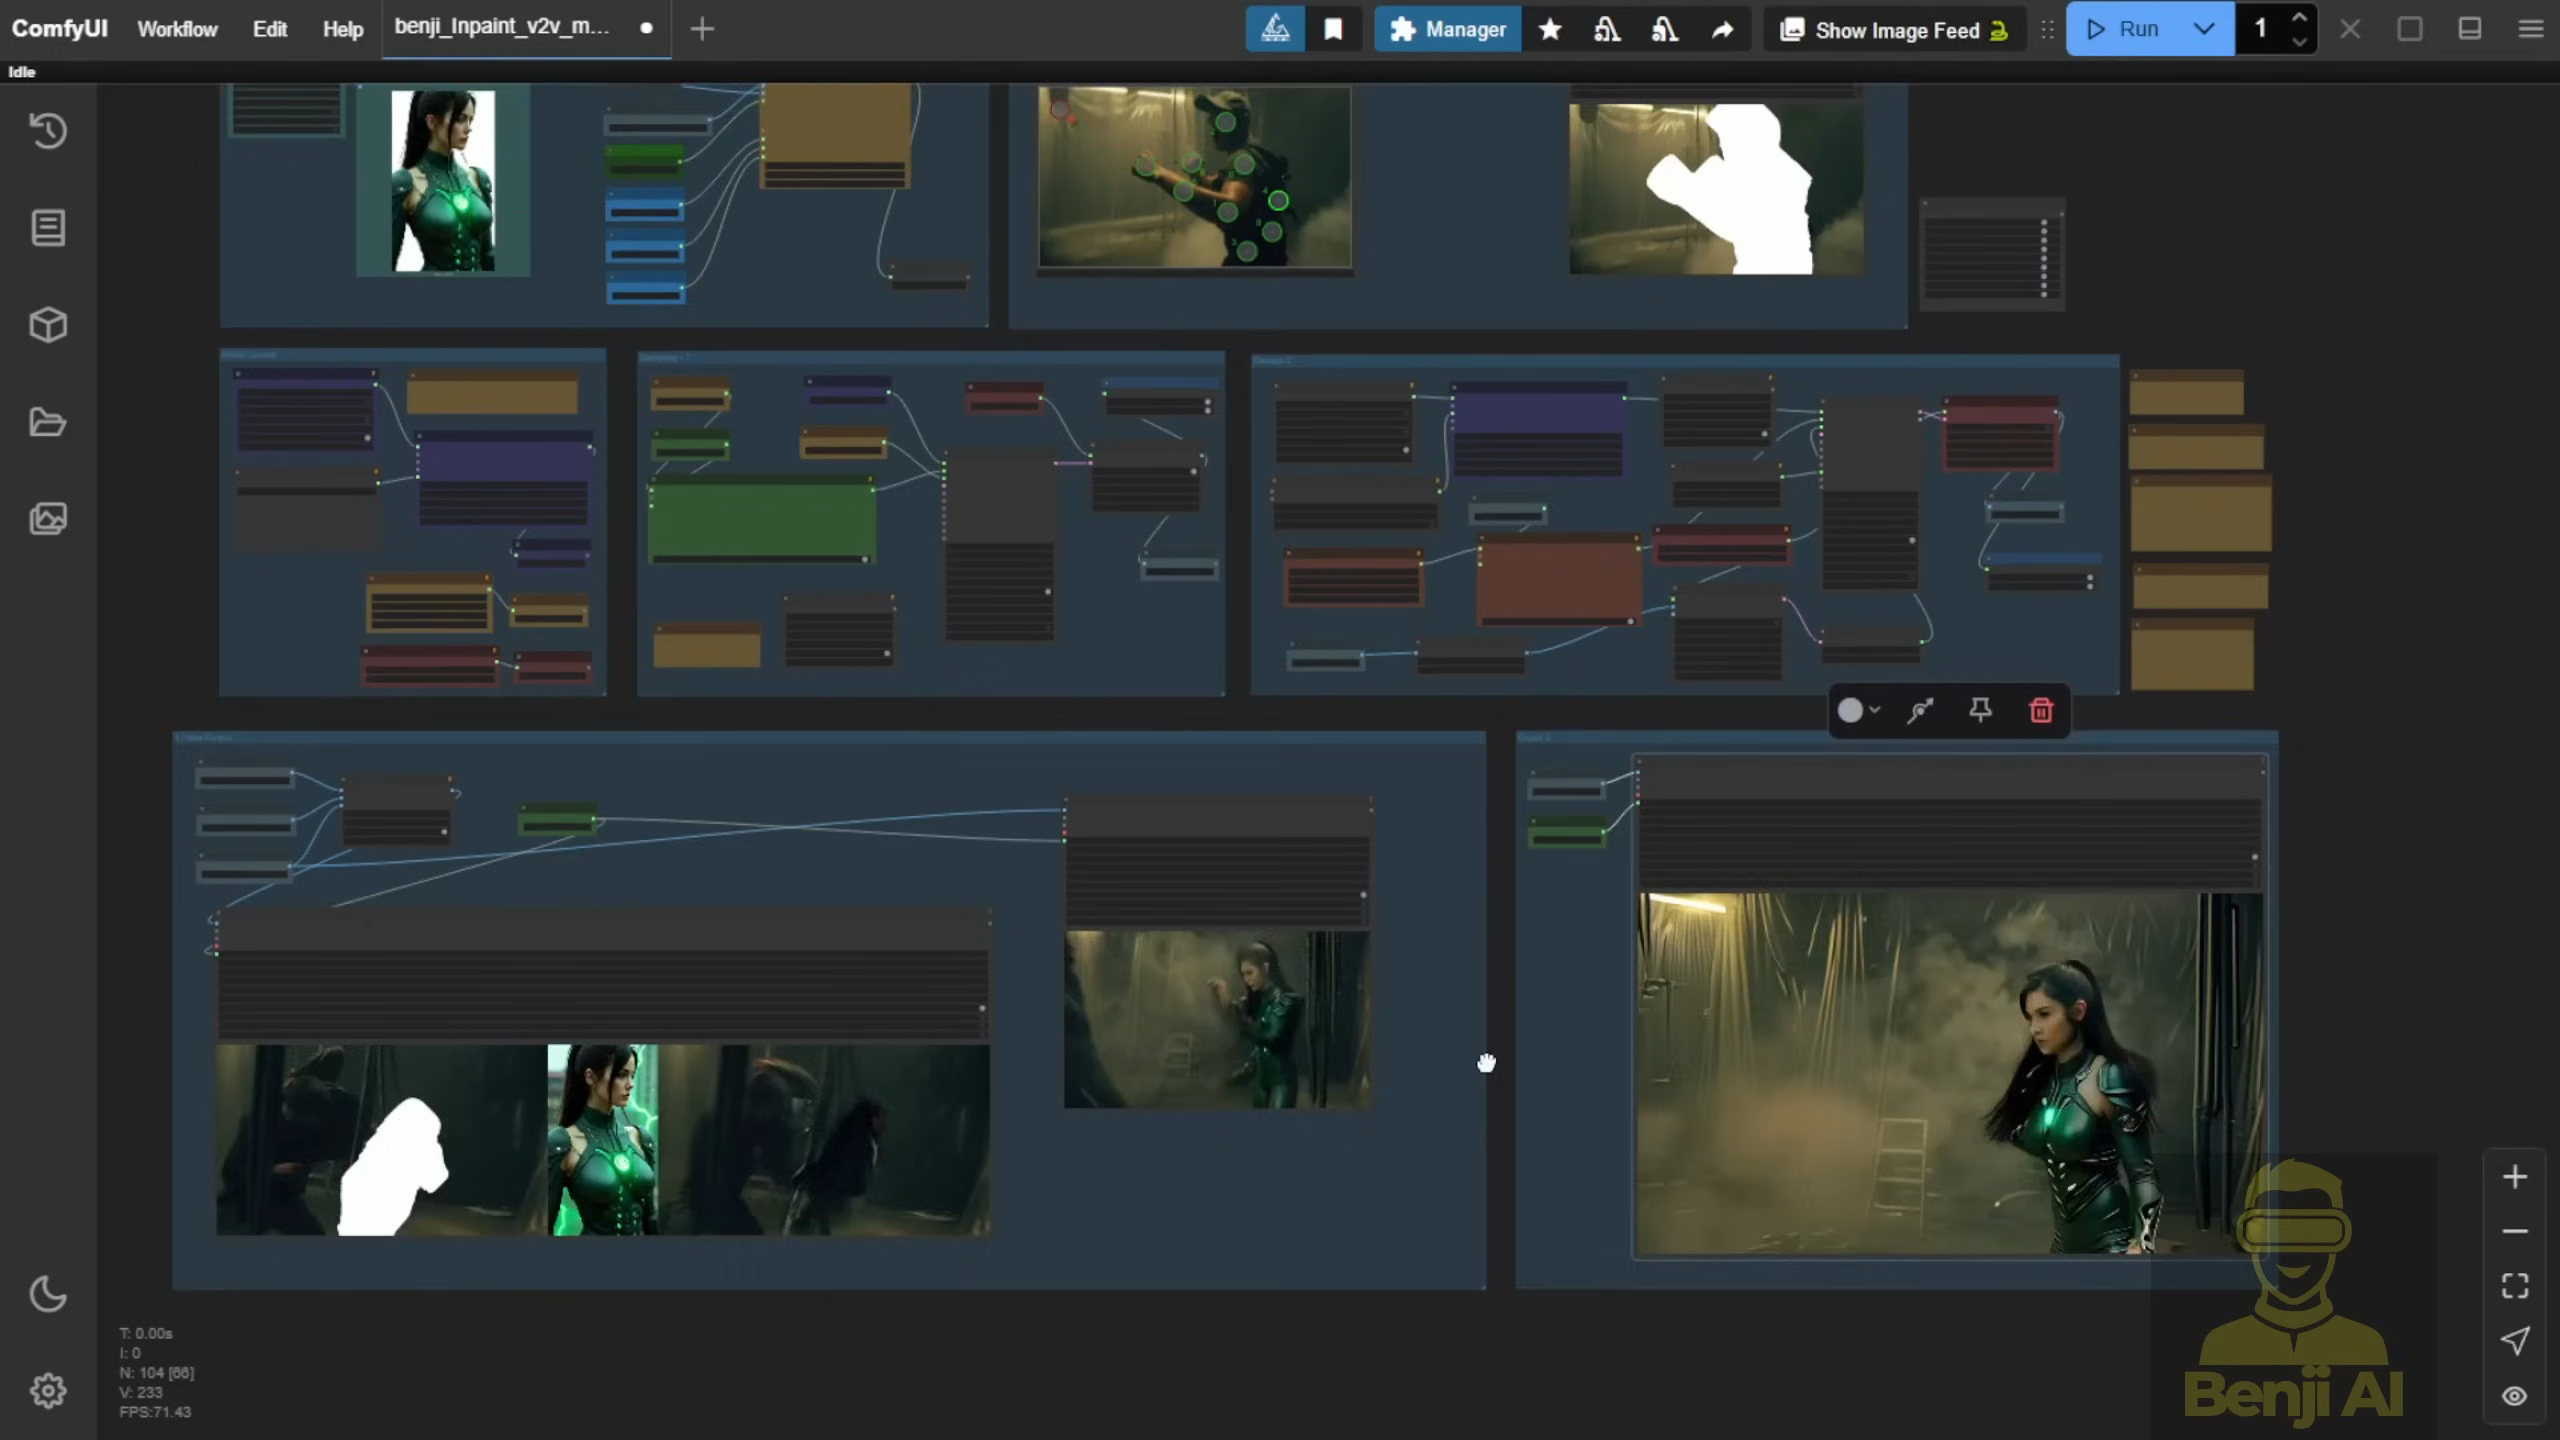 ComfyUI Workflow Edit Help benji_Inpaint_v2v_m... Manager Show Image Feed Run 1
Idle
T: 0.00s
I: 0
N: 104 [66]
V: 233
FPS:71.43
Benji AI